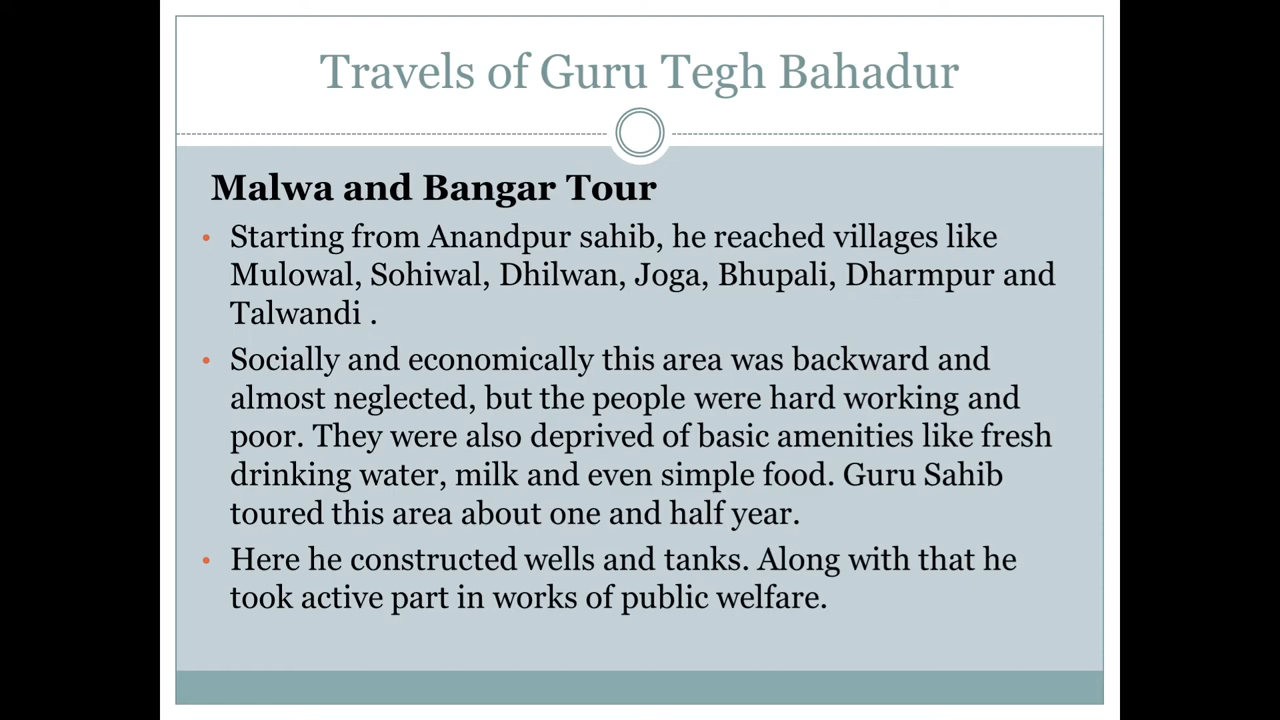 Travels of Guru Tegh Bahadur
Malwa and Bangar Tour
• Starting from Anandpur sahib, he reached villages like
Mulowal, Sohiwal, Dhilwan, Joga, Bhupali, Dharmpur and
Talwandi .
• Socially and economically this area was backward and
almost neglected, but the people were hard working and
poor. They were also deprived of basic amenities like fresh
drinking water, milk and even simple food. Guru Sahib
toured this area about one and half year.
• Here he constructed wells and tanks. Along with that he
took active part in works of public welfare.